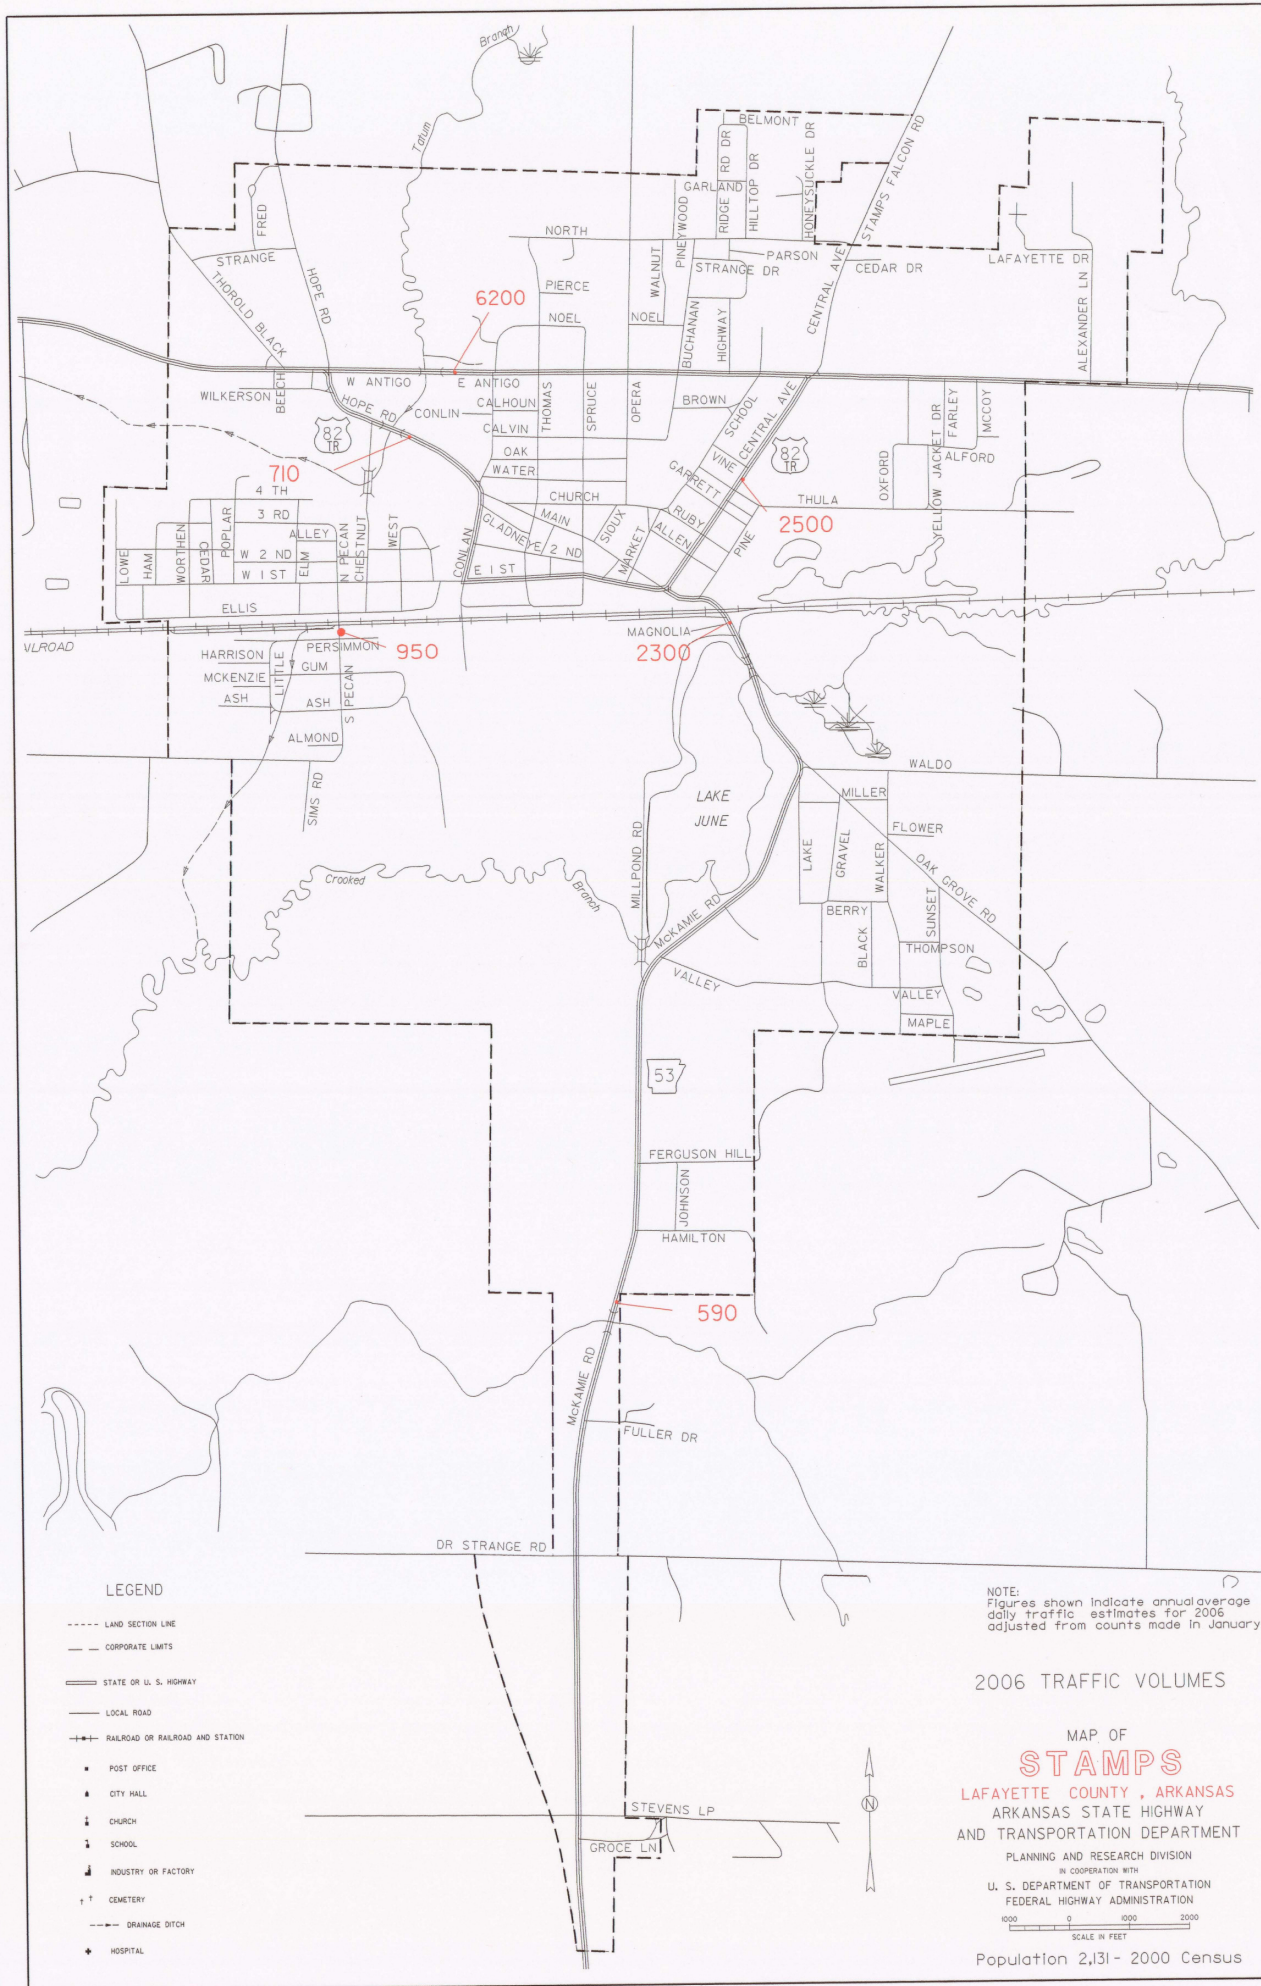 Branch
Tatum
BELMONT
RIDGE RD DR
HILLTOP DR
HONEYSUCKLE DR
STAMPS FALCON RD
GARLAND
PINEYWOOD
FRED
STRANGE
NORTH
WALNUT
STRANGE DR
PARSON
CEDAR DR
CENTRAL AVE
LAFAYETTE DR
ALEXANDER LN
THOROLD BLACK
HOPE RD
6200
PIERCE
NOEL
NOEL
BUCHANAN
HIGHWAY
W ANTIGO
E ANTIGO
WILKERSON
BEECH
HOPE RD
CONLIN
CALHOUN
CALVIN
THOMAS
SPRUCE
OPERA
BROWN
SCHOOL
CENTRAL AVE
YELLOW JACKET DR
FARLEY
MCCOY
82
TR
82
TR
OAK
WATER
VINE
GARRETT
OXFORD
ALFORD
710
4 TH
3 RD
ALLEY
W 2 ND
W 1 ST
LOWE
HAM
WORTHEN
CEDAR
POPLAR
ELM
N PECAN
CHESTNUT
WEST
CHURCH
MAIN
GLADNEYE
2 ND
E 1 ST
CONLAN
SIOUX
MARKET
RUBY
ALLEN
PINE
THULA
2500
ELLIS
VLROAD
950
MAGNOLIA
2300
PERSIMMON
HARRISON
LITTLE
GUM
MCKENZIE
ASH
ASH
S PECAN
ALMOND
SIMS RD
WALDO
LAKE
JUNE
MILLER
FLOWER
MILLPOND RD
LAKE
GRAVEL
WALKER
OAK GROVE RD
Crooked
Branch
McKAMIE RD
BERRY
BLACK
SUNSET
THOMPSON
VALLEY
VALLEY
MAPLE
53
FERGUSON HILL
JOHNSON
HAMILTON
590
McKAMIE RD
FULLER DR
DR STRANGE RD
STEVENS LP
GROCE LN
LEGEND
LAND SECTION LINE
CORPORATE LIMITS
STATE OR U. S. HIGHWAY
LOCAL ROAD
RAILROAD OR RAILROAD AND STATION
POST OFFICE
CITY HALL
CHURCH
SCHOOL
INDUSTRY OR FACTORY
CEMETERY
DRAINAGE DITCH
HOSPITAL
N
NOTE:
Figures shown indicate annual average
daily traffic estimates for 2006
adjusted from counts made in January
2006 TRAFFIC VOLUMES
MAP OF
STAMPS
LAFAYETTE COUNTY , ARKANSAS
ARKANSAS STATE HIGHWAY
AND TRANSPORTATION DEPARTMENT
PLANNING AND RESEARCH DIVISION
IN COOPERATION WITH
U. S. DEPARTMENT OF TRANSPORTATION
FEDERAL HIGHWAY ADMINISTRATION
1000 0 1000 2000
SCALE IN FEET
Population 2,131 - 2000 Census